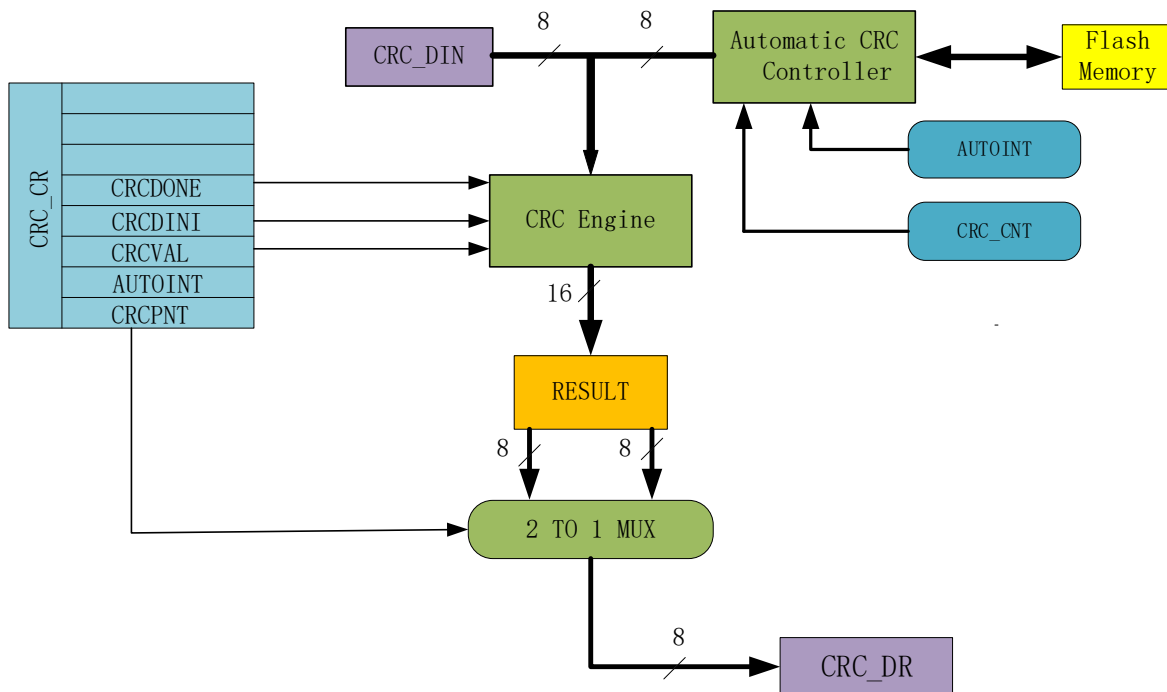 8
8
CRC_DIN
Automatic CRC
Controller
Flash
Memory
AUTOINT
CRC_CNT
CRC_CR
CRCDONE
CRCDINI
CRCVAL
AUTOINT
CRCPNT
CRC Engine
16
RESULT
8
8
2 TO 1 MUX
8
CRC_DR